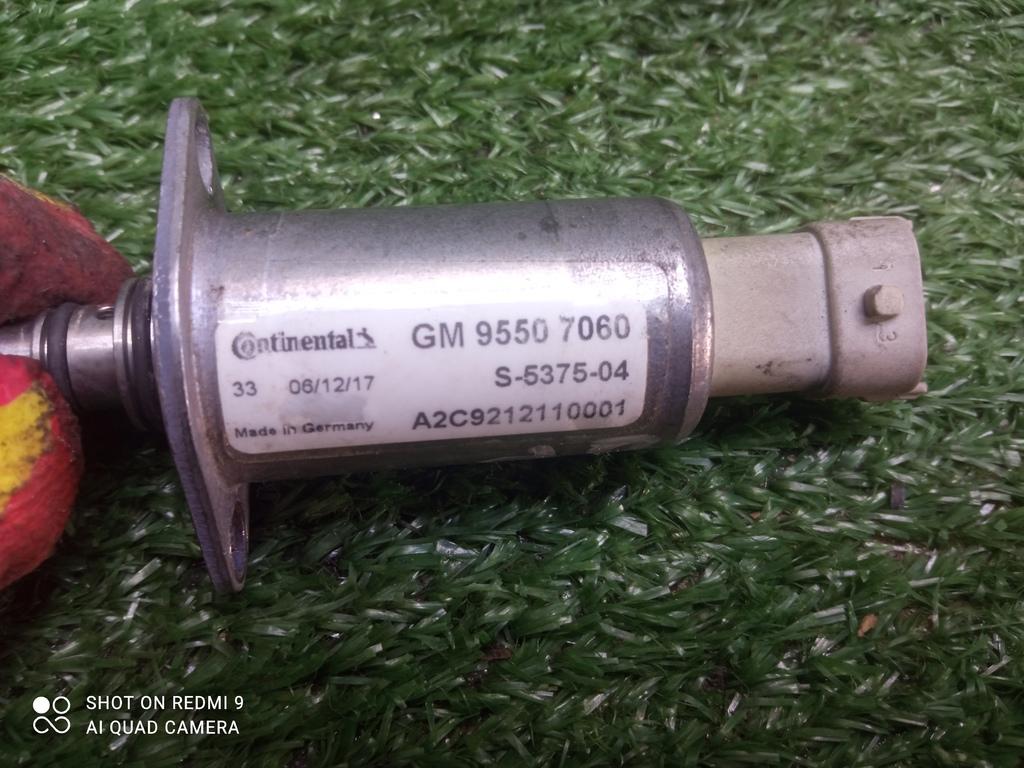 Continental
GM 9550 7060
33 06/12/17
S-5375-04
Made in Germany
A2C9212110001
SHOT ON REDMI 9
AI QUAD CAMERA